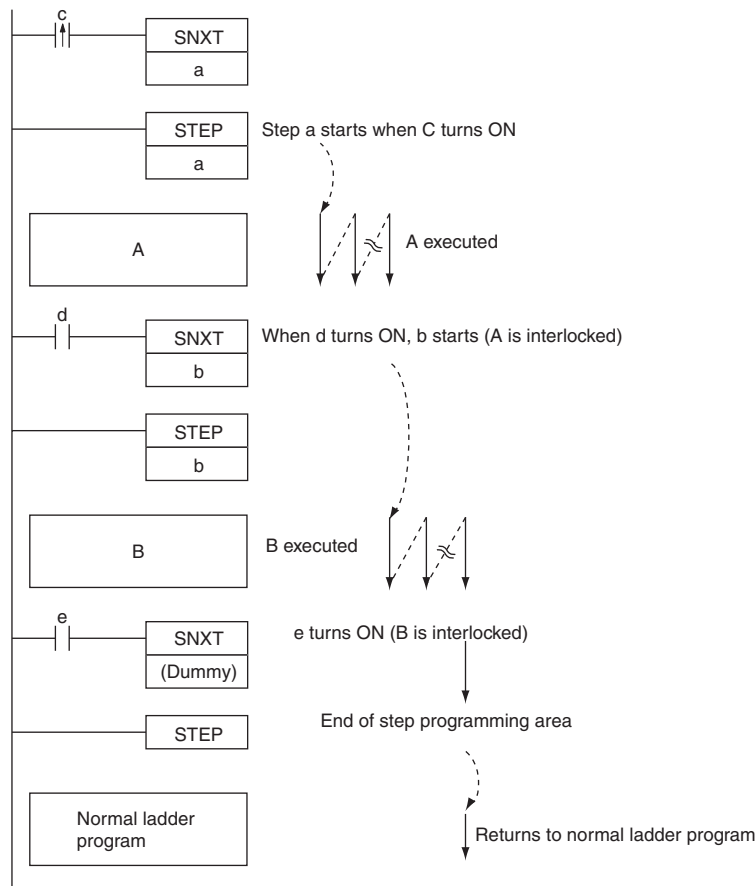 c
SNXT
a
STEP
a
Step a starts when C turns ON
A
A executed
d
SNXT
b
When d turns ON, b starts (A is interlocked)
STEP
b
B
B executed
e
SNXT
(Dummy)
e turns ON (B is interlocked)
End of step programming area
STEP
Normal ladder
program
Returns to normal ladder program